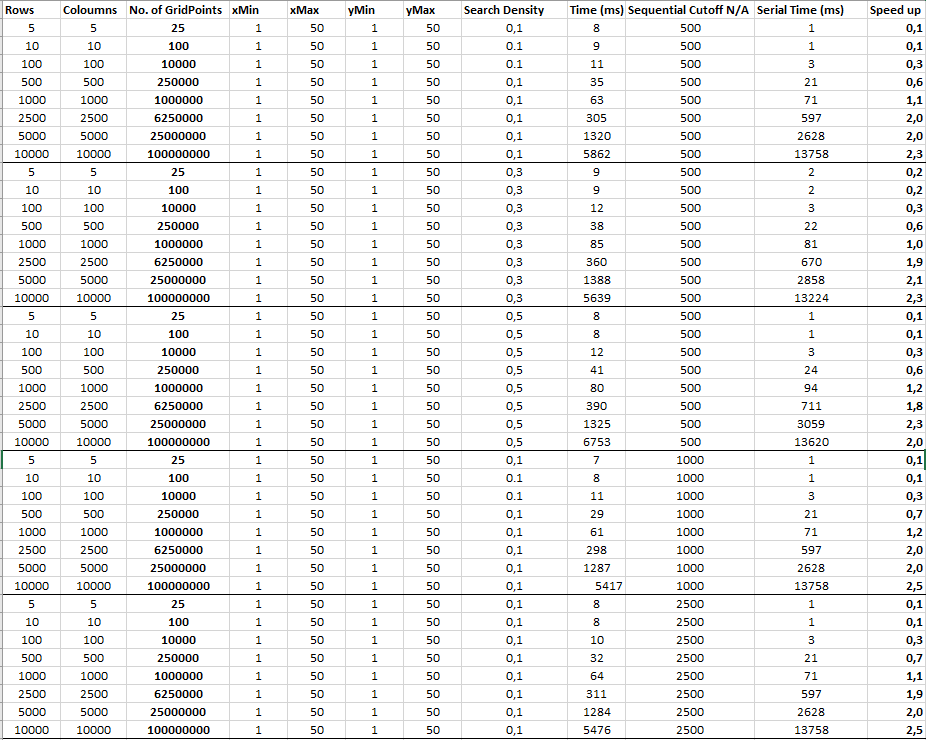 Rows Coloumns No. of GridPoints xMin xMax yMin yMax Search Density Time (ms) Sequential Cutoff N/A Serial Time (ms) Speed up
5 5 25 1 50 1 50 0,1 8 500 1 0,1
10 10 100 1 50 1 50 0.1 9 500 1 0,1
100 100 10000 1 50 1 50 0.1 11 500 3 0,3
500 500 250000 1 50 1 50 0,1 35 500 21 0,6
1000 1000 1000000 1 50 1 50 0,1 63 500 71 1,1
2500 2500 6250000 1 50 1 50 0,1 305 500 597 2,0
5000 5000 25000000 1 50 1 50 0,1 1320 500 2628 2,0
10000 10000 100000000 1 50 1 50 0,1 5862 500 13758 2,3
5 5 25 1 50 1 50 0,3 9 500 2 0,2
10 10 100 1 50 1 50 0,3 9 500 2 0,2
100 100 10000 1 50 1 50 0,3 12 500 3 0,3
500 500 250000 1 50 1 50 0,3 38 500 22 0,6
1000 1000 1000000 1 50 1 50 0,3 85 500 81 1,0
2500 2500 6250000 1 50 1 50 0,3 360 500 670 1,9
5000 5000 25000000 1 50 1 50 0,3 1388 500 2858 2,1
10000 10000 100000000 1 50 1 50 0,3 5639 500 13224 2,3
5 5 25 1 50 1 50 0,5 8 500 1 0,1
10 10 100 1 50 1 50 0,5 8 500 1 0,1
100 100 10000 1 50 1 50 0,5 12 500 3 0,3
500 500 250000 1 50 1 50 0,5 41 500 24 0,6
1000 1000 1000000 1 50 1 50 0,5 80 500 94 1,2
2500 2500 6250000 1 50 1 50 0,5 390 500 711 1,8
5000 5000 25000000 1 50 1 50 0,5 1325 500 3059 2,3
10000 10000 100000000 1 50 1 50 0,5 6753 500 13620 2,0
5 5 25 1 50 1 50 0,1 7 1000 1 0,1
10 10 100 1 50 1 50 0.1 8 1000 1 0,1
100 100 10000 1 50 1 50 0.1 11 1000 3 0,3
500 500 250000 1 50 1 50 0,1 29 1000 21 0,7
1000 1000 1000000 1 50 1 50 0,1 61 1000 71 1,2
2500 2500 6250000 1 50 1 50 0,1 298 1000 597 2,0
5000 5000 25000000 1 50 1 50 0,1 1287 1000 2628 2,0
10000 10000 100000000 1 50 1 50 0,1 5417 1000 13758 2,5
5 5 25 1 50 1 50 0,1 8 2500 1 0,1
10 10 100 1 50 1 50 0,1 8 2500 1 0,1
100 100 10000 1 50 1 50 0,1 10 2500 3 0,3
500 500 250000 1 50 1 50 0,1 32 2500 21 0,7
1000 1000 1000000 1 50 1 50 0,1 64 2500 71 1,1
2500 2500 6250000 1 50 1 50 0,1 311 2500 597 1,9
5000 5000 25000000 1 50 1 50 0,1 1284 2500 2628 2,0
10000 10000 100000000 1 50 1 50 0,1 5476 2500 13758 2,5